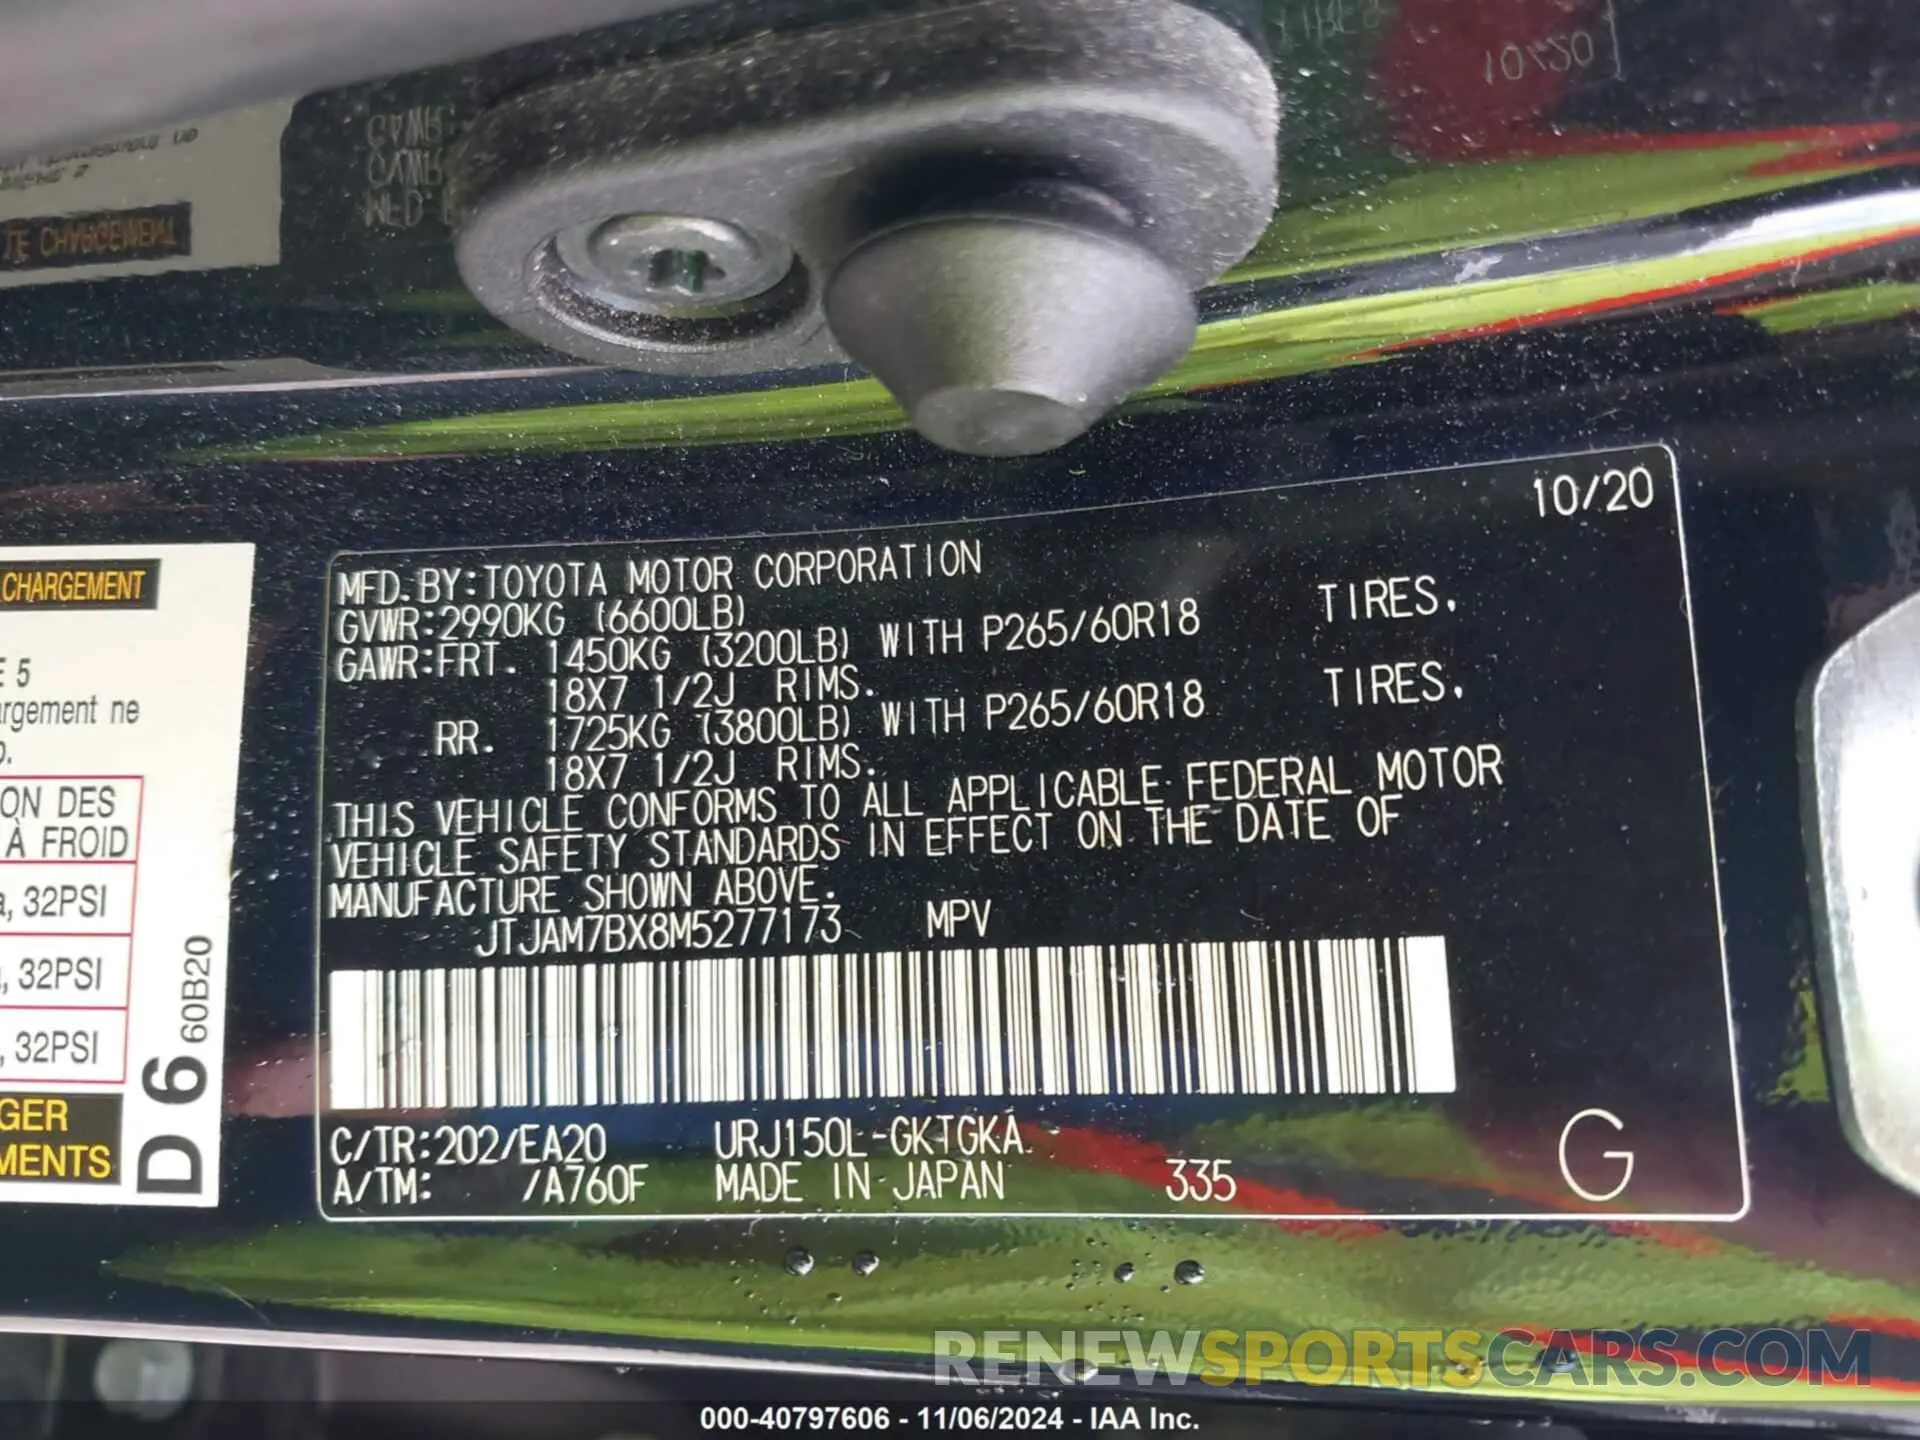 10/20
MFD. BY:TOYOTA MOTOR CORPORATION
GVWR:2990KG (6600LB)
GAWR:FRT. 1450KG (3200LB) WITH P265/60R18 TIRES.
18X7 1/2J RIMS.
RR. 1725KG (3800LB) WITH P265/60R18 TIRES.
18X7 1/2J RIMS.
THIS VEHICLE CONFORMS TO ALL APPLICABLE FEDERAL MOTOR
VEHICLE SAFETY STANDARDS IN EFFECT ON THE DATE OF
MANUFACTURE SHOWN ABOVE.
JTJAM7BX8M5277173 MPV
C/TR:202/EA20 URJ150L-GKTGKA
A/TM: /A760F MADE IN JAPAN 335
G
CHARGEMENT
E 5
rgement ne
ON DES
À FROID
, 32PSI
, 32PSI
, 32PSI
GER
MENTS
D 6 60B20
RENEWSPORTSCARS.COM
000-40797606 - 11/06/2024 - IAA Inc.